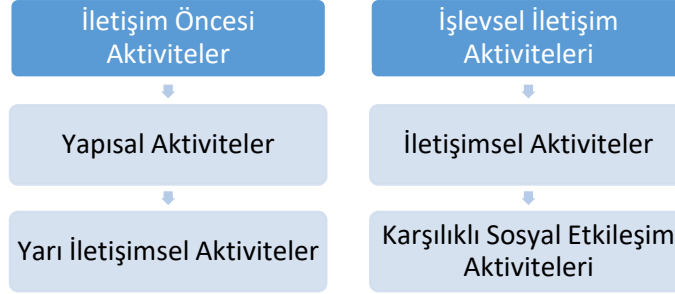 İletişim Öncesi
Aktiviteler
Yapısal Aktiviteler
Yarı İletişimsel Aktiviteler
İşlevsel İletişim
Aktiviteleri
İletişimsel Aktiviteler
Karşılıklı Sosyal Etkileşim
Aktiviteleri